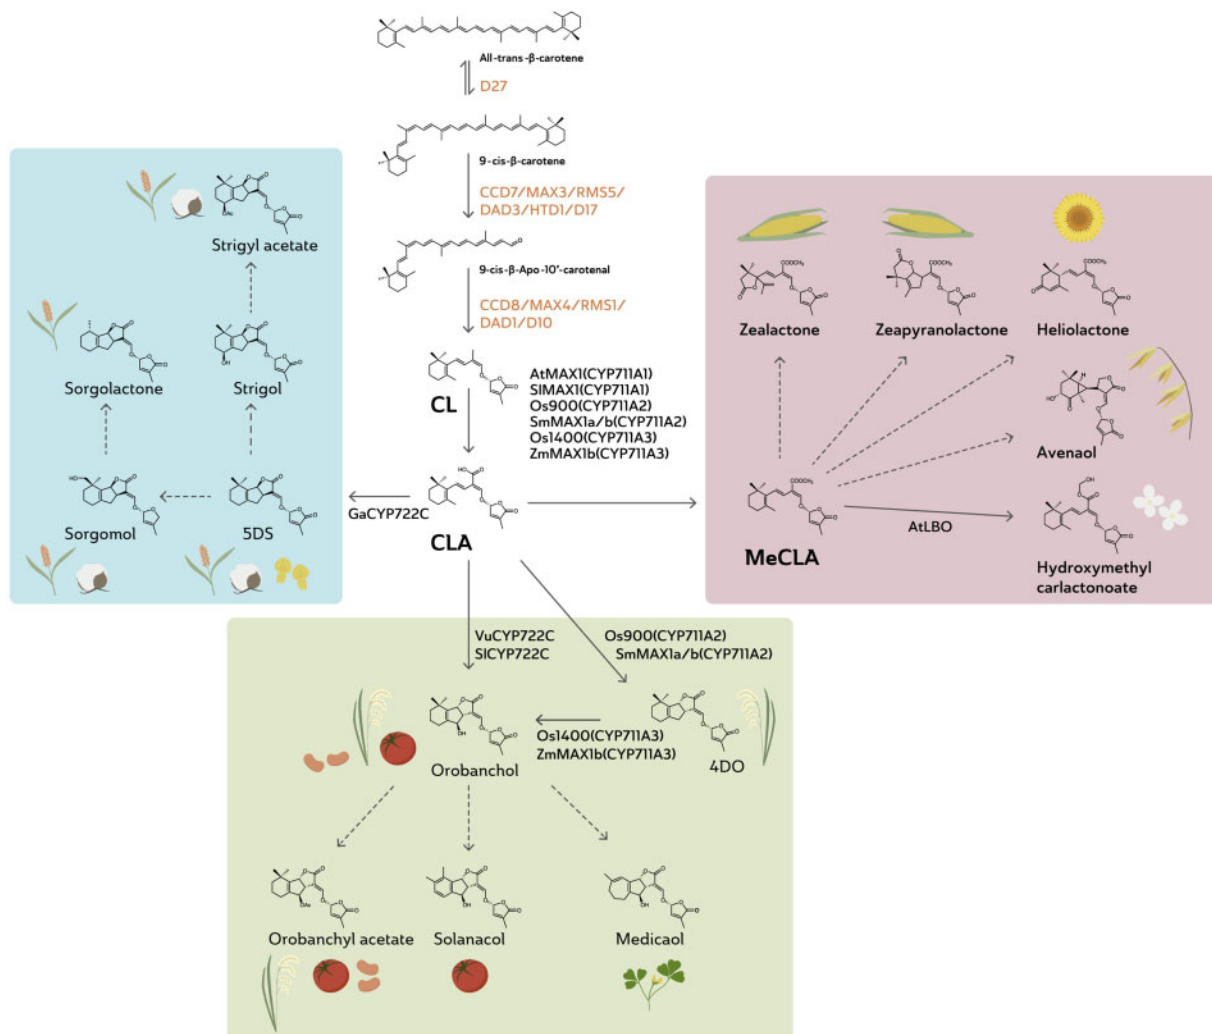 All-trans-β-carotene
D27
9-cis-β-carotene
CCD7/MAX3/RMS5/
DAD3/HTD1/D17
9-cis-β-Apo-10'-carotenal
CCD8/MAX4/RMS1/
DAD1/D10
CL
AtMAX1(CYP711A1)
SlMAX1(CYP711A1)
Os900(CYP711A2)
SmMAX1a/b(CYP711A2)
Os1400(CYP711A3)
ZmMAX1b(CYP711A3)
CLA
GaCYP722C
Strigyl acetate
Sorgolactone
Strigol
Sorgomol
5DS
Zealactone
Zeapyranolactone
Heliolactone
Avenaol
MeCLA
AtLBO
Hydroxymethyl
carlactonoate
VuCYP722C
SlCYP722C
Os900(CYP711A2)
SmMAX1a/b(CYP711A2)
Orobanchol
Os1400(CYP711A3)
ZmMAX1b(CYP711A3)
4DO
Orobanchyl acetate
Solanacol
Medicaol